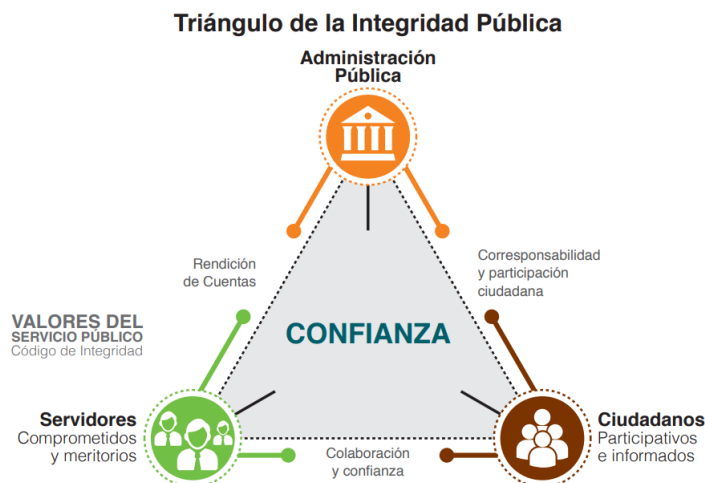 Triángulo de la Integridad Pública
Administración
Pública
Rendición
de Cuentas
Corresponsabilidad
y participación
ciudadana
VALORES DEL
SERVICIO PÚBLICO
Código de Integridad
CONFIANZA
Servidores
Comprometidos
y meritorios
Colaboración
y confianza
Ciudadanos
Participativos
e informados